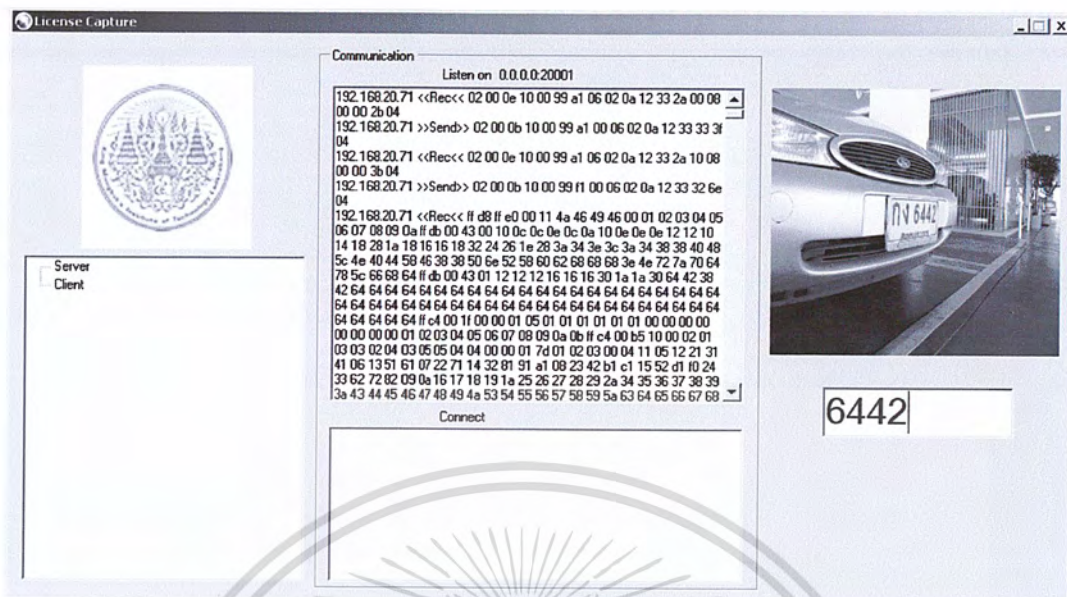 License Capture
Communication
Listen on 0.0.0.0:20001
192.168.20.71 <<Rec<< 02 00 0e 10 00 99 a1 06 02 0a 12 33 2a 00 08
00 00 2b 04
192.168.20.71 >>Send>> 02 00 0b 10 00 99 a1 00 06 02 0a 12 33 33 3f
04
192.168.20.71 <<Rec<< 02 00 0e 10 00 99 a1 06 02 0a 12 33 2a 10 08
00 00 3b 04
192.168.20.71 >>Send>> 02 00 0b 10 00 99 f1 00 06 02 0a 12 33 32 6e
04
192.168.20.71 <<Rec<< ff d8 ff e0 00 11 4a 46 49 46 00 01 02 03 04 05
06 07 08 09 0a ff db 00 43 00 10 0c 0c 0e 0c 0a 10 0e 0e 0e 12 12 10
14 18 28 1a 18 16 16 18 32 24 26 1e 28 3a 34 3e 3c 3a 34 38 38 40 48
5c 4e 40 44 58 46 38 38 50 6e 52 58 60 62 68 68 68 3e 4e 72 7a 70 64
78 5c 66 68 64 ff db 00 43 01 12 12 12 16 16 16 30 1a 1a 30 64 42 38
42 64 64 64 64 64 64 64 64 64 64 64 64 64 64 64 64 64 64 64 64 64 64
64 64 64 64 64 64 64 64 64 64 64 64 64 64 64 64 64 64 64 64 64 64 64
64 64 64 64 64 ff c4 00 1f 00 00 01 05 01 01 01 01 01 01 00 00 00 00
00 00 00 00 01 02 03 04 05 06 07 08 09 0a 0b ff c4 00 b5 10 00 02 01
03 03 02 04 03 05 05 04 04 00 00 01 7d 01 02 03 00 04 11 05 12 21 31
41 06 13 51 61 07 22 71 14 32 81 91 a1 08 23 42 b1 c1 15 52 d1 f0 24
33 62 72 82 09 0a 16 17 18 19 1a 25 26 27 28 29 2a 34 35 36 37 38 39
3a 43 44 45 46 47 48 49 4a 53 54 55 56 57 58 59 5a 63 64 65 66 67 68
Connect
Server
Client
กง 6442
6442